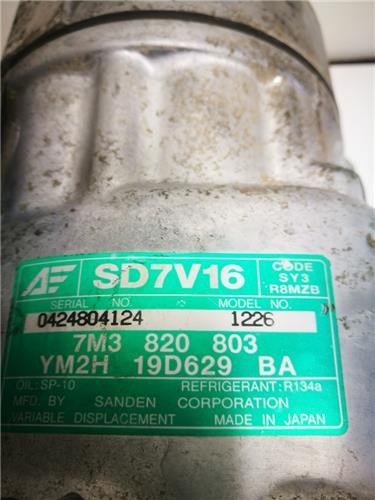 AF SD7V16 CODE
SY3
R8MZB
SERIAL NO. MODEL NO.
0424804124 1226
7M3 820 803
YM2H 19D629 BA
OIL:SP-10 REFRIGERANT:R134a
MFD. BY SANDEN CORPORATION
VARIABLE DISPLACEMENT MADE IN JAPAN